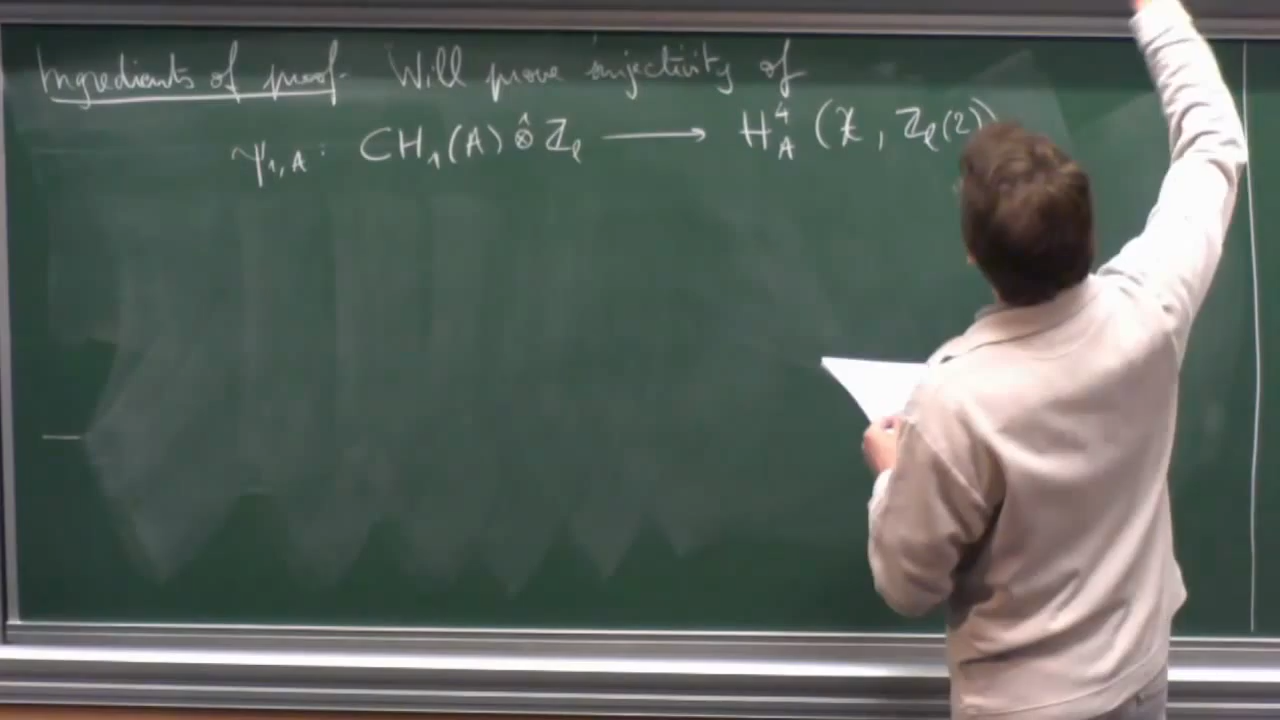 Ingredients of proof. Will prove injectivity of
ψ₁,A : CH₁(A) ⊗̂ ℤ_ℓ ⟶ H⁴_A (𝒳, ℤ_ℓ(2))